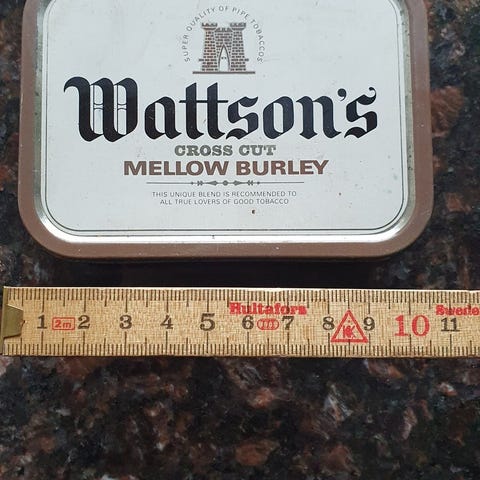 SUPER QUALITY OF PIPE TOBACCOS
Wattson's
CROSS CUT
MELLOW BURLEY
THIS UNIQUE BLEND IS RECOMMENDED TO
ALL TRUE LOVERS OF GOOD TOBACCO
Hultafors Swede
1 2m 2 3 4 5 6 7 8 9 10 11